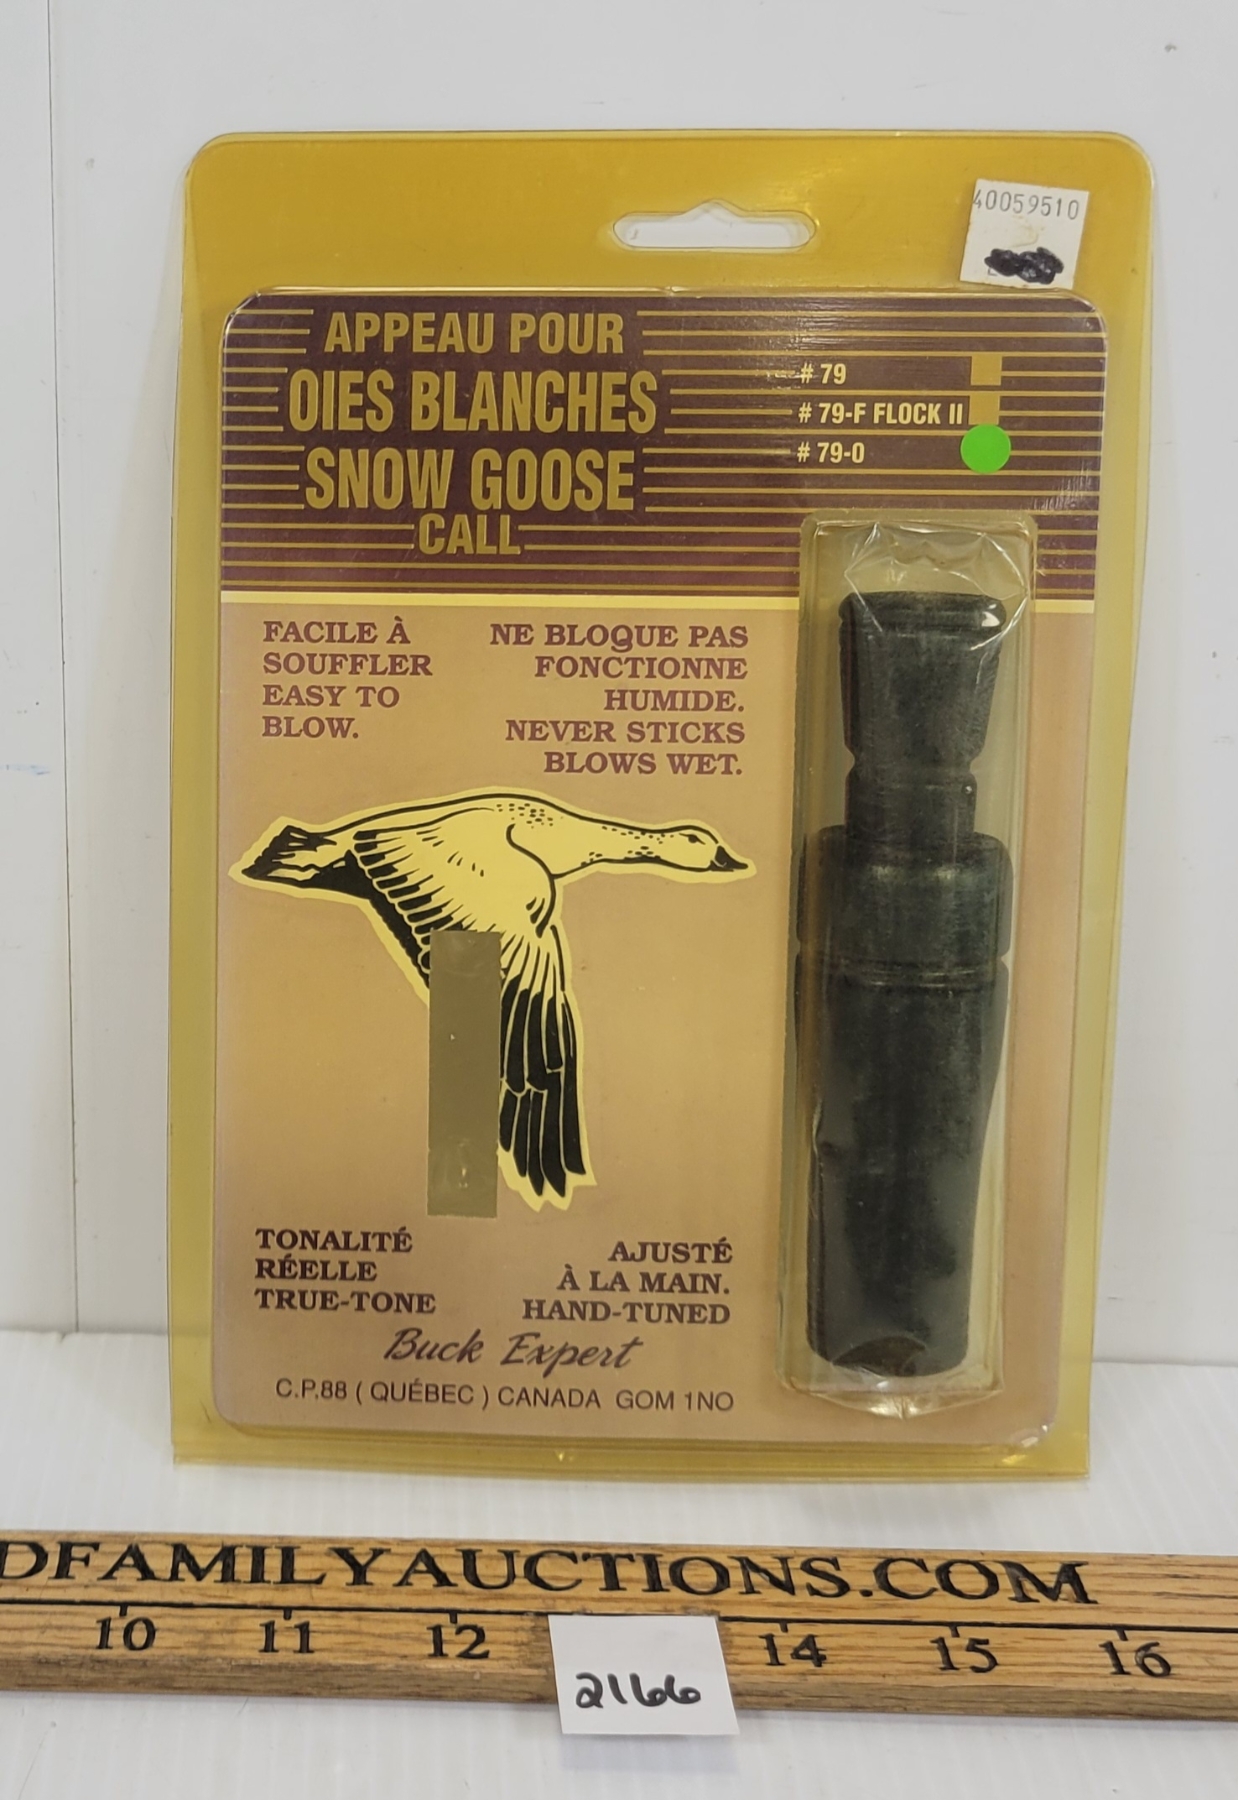 40059510
APPEAU POUR
OIES BLANCHES
SNOW GOOSE
CALL
# 79
# 79-F FLOCK II
# 79-0
FACILE À
SOUFFLER
EASY TO
BLOW.
NE BLOQUE PAS
FONCTIONNE
HUMIDE.
NEVER STICKS
BLOWS WET.
TONALITÉ
RÉELLE
TRUE-TONE
AJUSTÉ
À LA MAIN.
HAND-TUNED
Buck Expert
C.P.88 ( QUÉBEC ) CANADA GOM 1NO
DFAMILYAUCTIONS.COM
10 11 12 14 15 16
2166